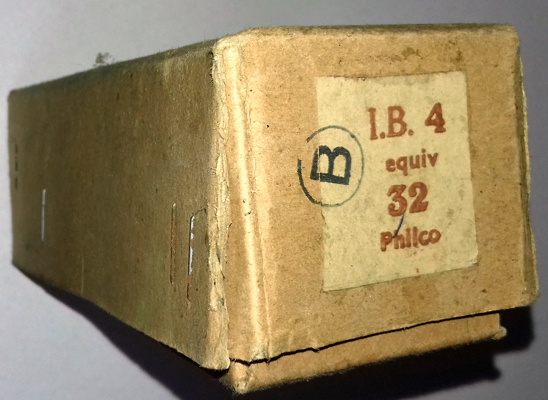 B
I.B. 4
equiv
32
Philco